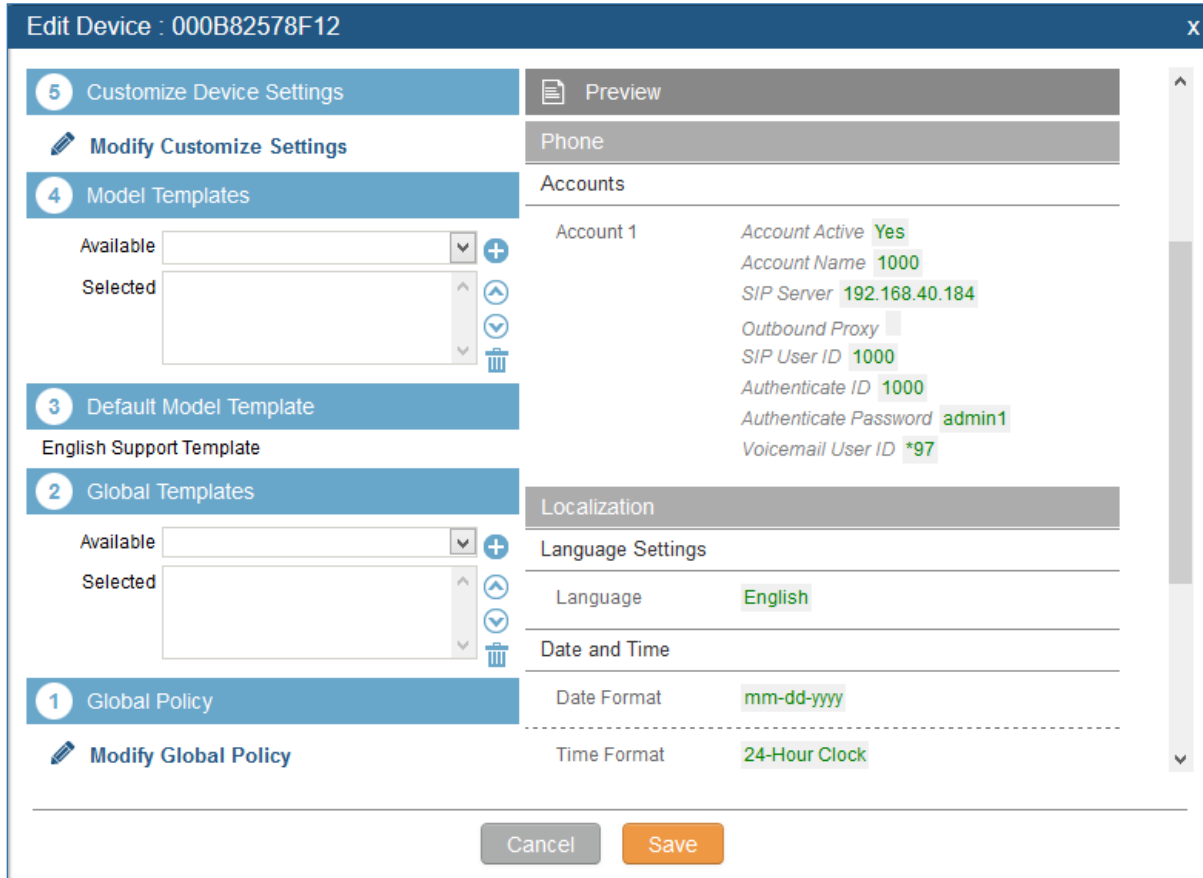 Edit Device : 000B82578F12 x
5 Customize Device Settings
Modify Customize Settings
4 Model Templates
Available
Selected
3 Default Model Template
English Support Template
2 Global Templates
Available
Selected
1 Global Policy
Modify Global Policy
Preview
Phone
Accounts
Account 1 Account Active Yes
Account Name 1000
SIP Server 192.168.40.184
Outbound Proxy
SIP User ID 1000
Authenticate ID 1000
Authenticate Password admin1
Voicemail User ID *97
Localization
Language Settings
Language English
Date and Time
Date Format mm-dd-yyyy
Time Format 24-Hour Clock
Cancel Save